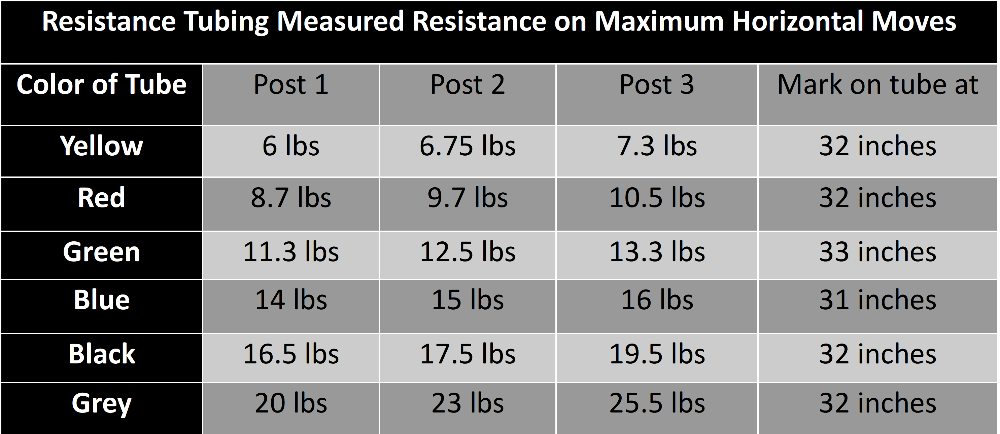 Resistance Tubing Measured Resistance on Maximum Horizontal Moves
Color of Tube Post 1 Post 2 Post 3 Mark on tube at
Yellow 6 lbs 6.75 lbs 7.3 lbs 32 inches
Red 8.7 lbs 9.7 lbs 10.5 lbs 32 inches
Green 11.3 lbs 12.5 lbs 13.3 lbs 33 inches
Blue 14 lbs 15 lbs 16 lbs 31 inches
Black 16.5 lbs 17.5 lbs 19.5 lbs 32 inches
Grey 20 lbs 23 lbs 25.5 lbs 32 inches